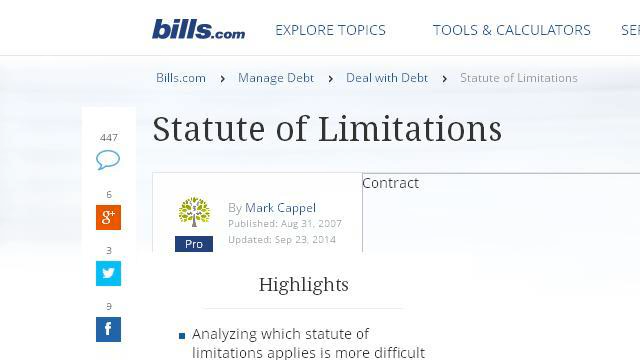 bills.com EXPLORE TOPICS TOOLS & CALCULATORS SE
Bills.com › Manage Debt › Deal with Debt › Statute of Limitations
Statute of Limitations
447
6
g+
3
9
f
Contract
By Mark Cappel
Published: Aug 31, 2007
Updated: Sep 23, 2014
Pro
Highlights
Analyzing which statute of
limitations applies is more difficult